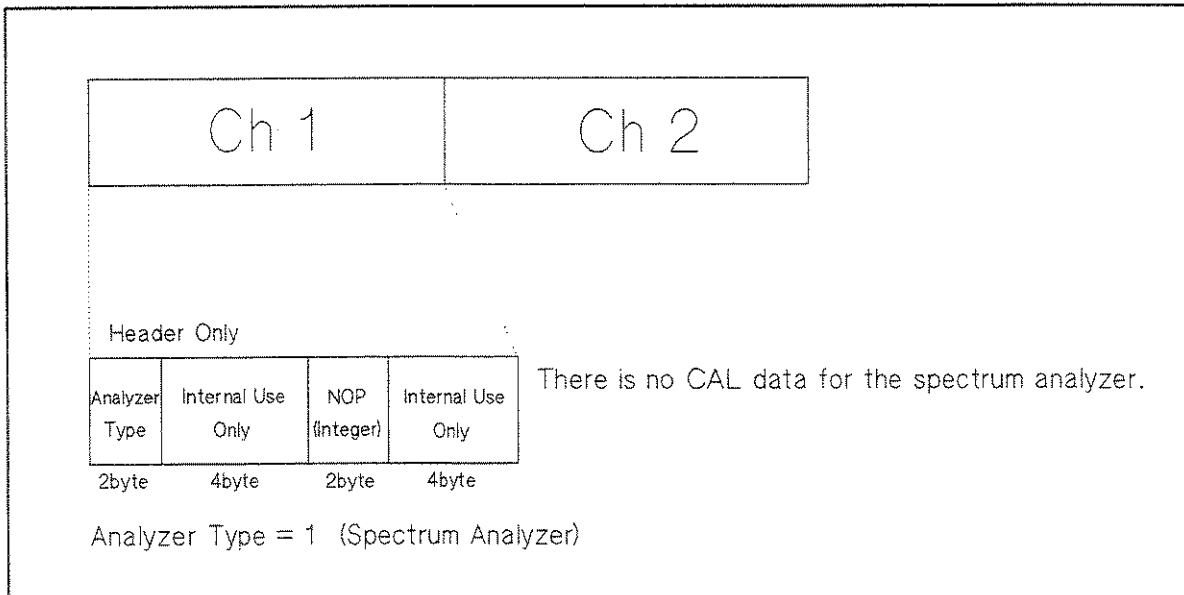 Ch 1 Ch 2
Header Only
Analyzer Type
Internal Use Only
NOP (Integer)
Internal Use Only
There is no CAL data for the spectrum analyzer.
2byte 4byte 2byte 4byte
Analyzer Type = 1 (Spectrum Analyzer)